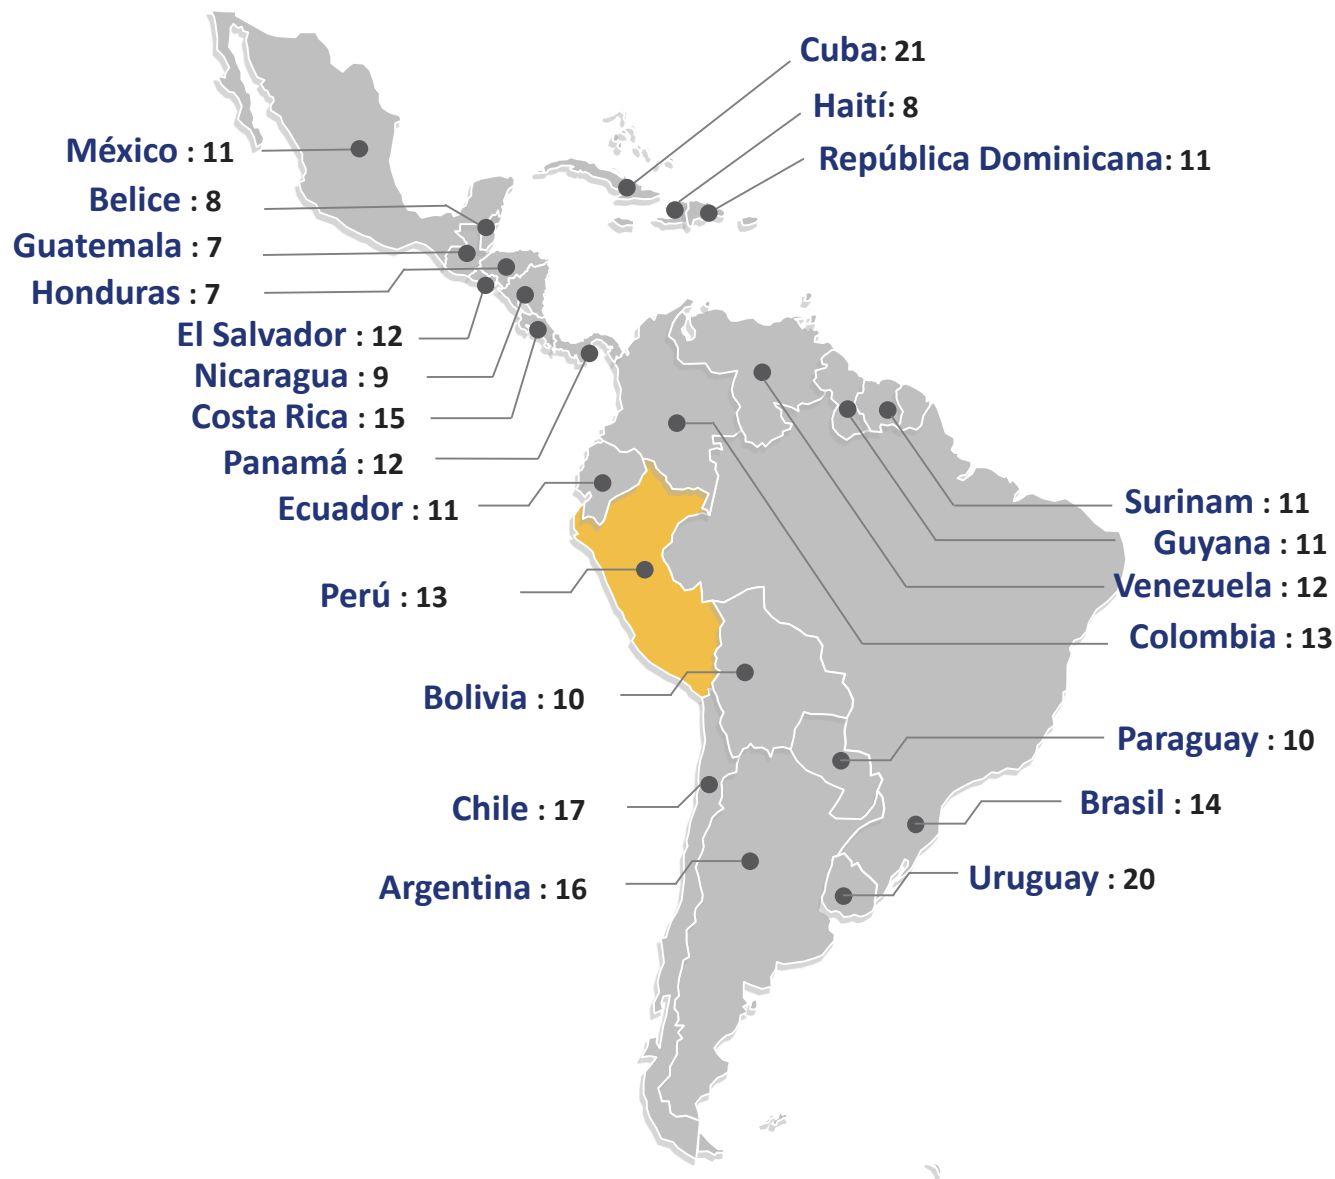 Cuba: 21
Haití: 8
República Dominicana: 11
México : 11
Belice : 8
Guatemala : 7
Honduras : 7
El Salvador : 12
Nicaragua : 9
Costa Rica : 15
Panamá : 12
Ecuador : 11
Perú : 13
Bolivia : 10
Chile : 17
Argentina : 16
Surinam : 11
Guyana : 11
Venezuela : 12
Colombia : 13
Paraguay : 10
Brasil : 14
Uruguay : 20